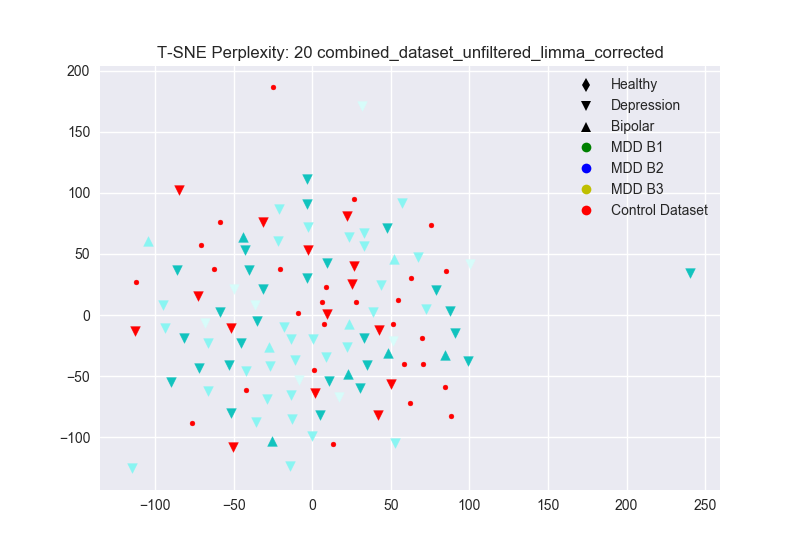 T-SNE Perplexity: 20 combined_dataset_unfiltered_limma_corrected
200
150
100
50
0
−50
−100
−100
−50
0
50
100
150
200
250
Healthy
Depression
Bipolar
MDD B1
MDD B2
MDD B3
Control Dataset